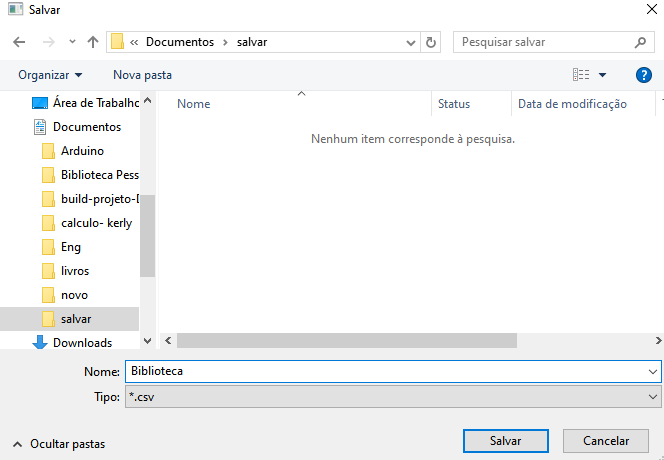 Salvar
« Documentos › salvar
Pesquisar salvar
Organizar
Nova pasta
Nome
Status
Data de modificação
Nenhum item corresponde à pesquisa.
Área de Trabalho
Documentos
Arduino
Biblioteca Pess
build-projeto-D
calculo- kerly
Eng
livros
novo
salvar
Downloads
Nome: Biblioteca
Tipo: *.csv
Ocultar pastas
Salvar
Cancelar